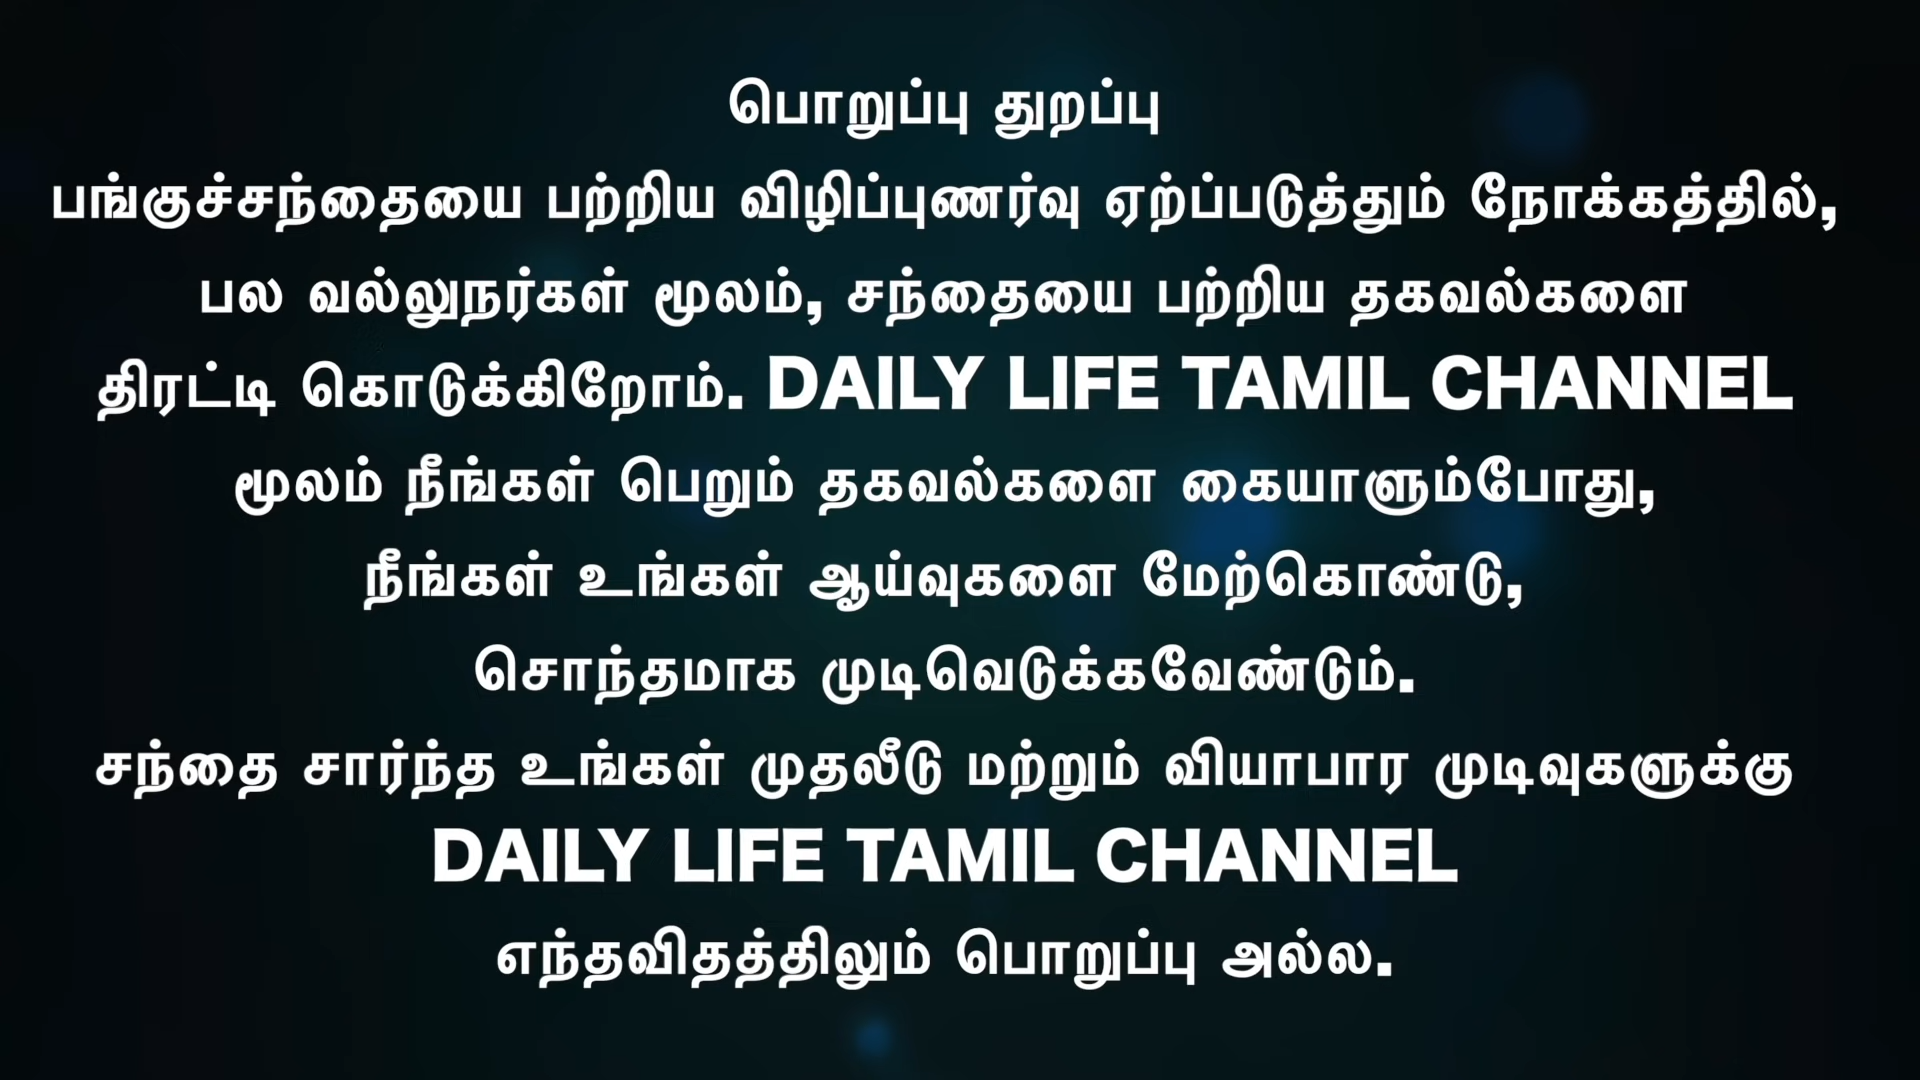 பொறுப்பு துறப்பு
பங்குச்சந்தையை பற்றிய விழிப்புணர்வு ஏற்ப்படுத்தும் நோக்கத்தில்,
பல வல்லுநர்கள் மூலம், சந்தையை பற்றிய தகவல்களை
திரட்டி கொடுக்கிறோம். DAILY LIFE TAMIL CHANNEL
மூலம் நீங்கள் பெறும் தகவல்களை கையாளும்போது,
நீங்கள் உங்கள் ஆய்வுகளை மேற்கொண்டு,
சொந்தமாக முடிவெடுக்கவேண்டும்.
சந்தை சார்ந்த உங்கள் முதலீடு மற்றும் வியாபார முடிவுகளுக்கு
DAILY LIFE TAMIL CHANNEL
எந்தவிதத்திலும் பொறுப்பு அல்ல.